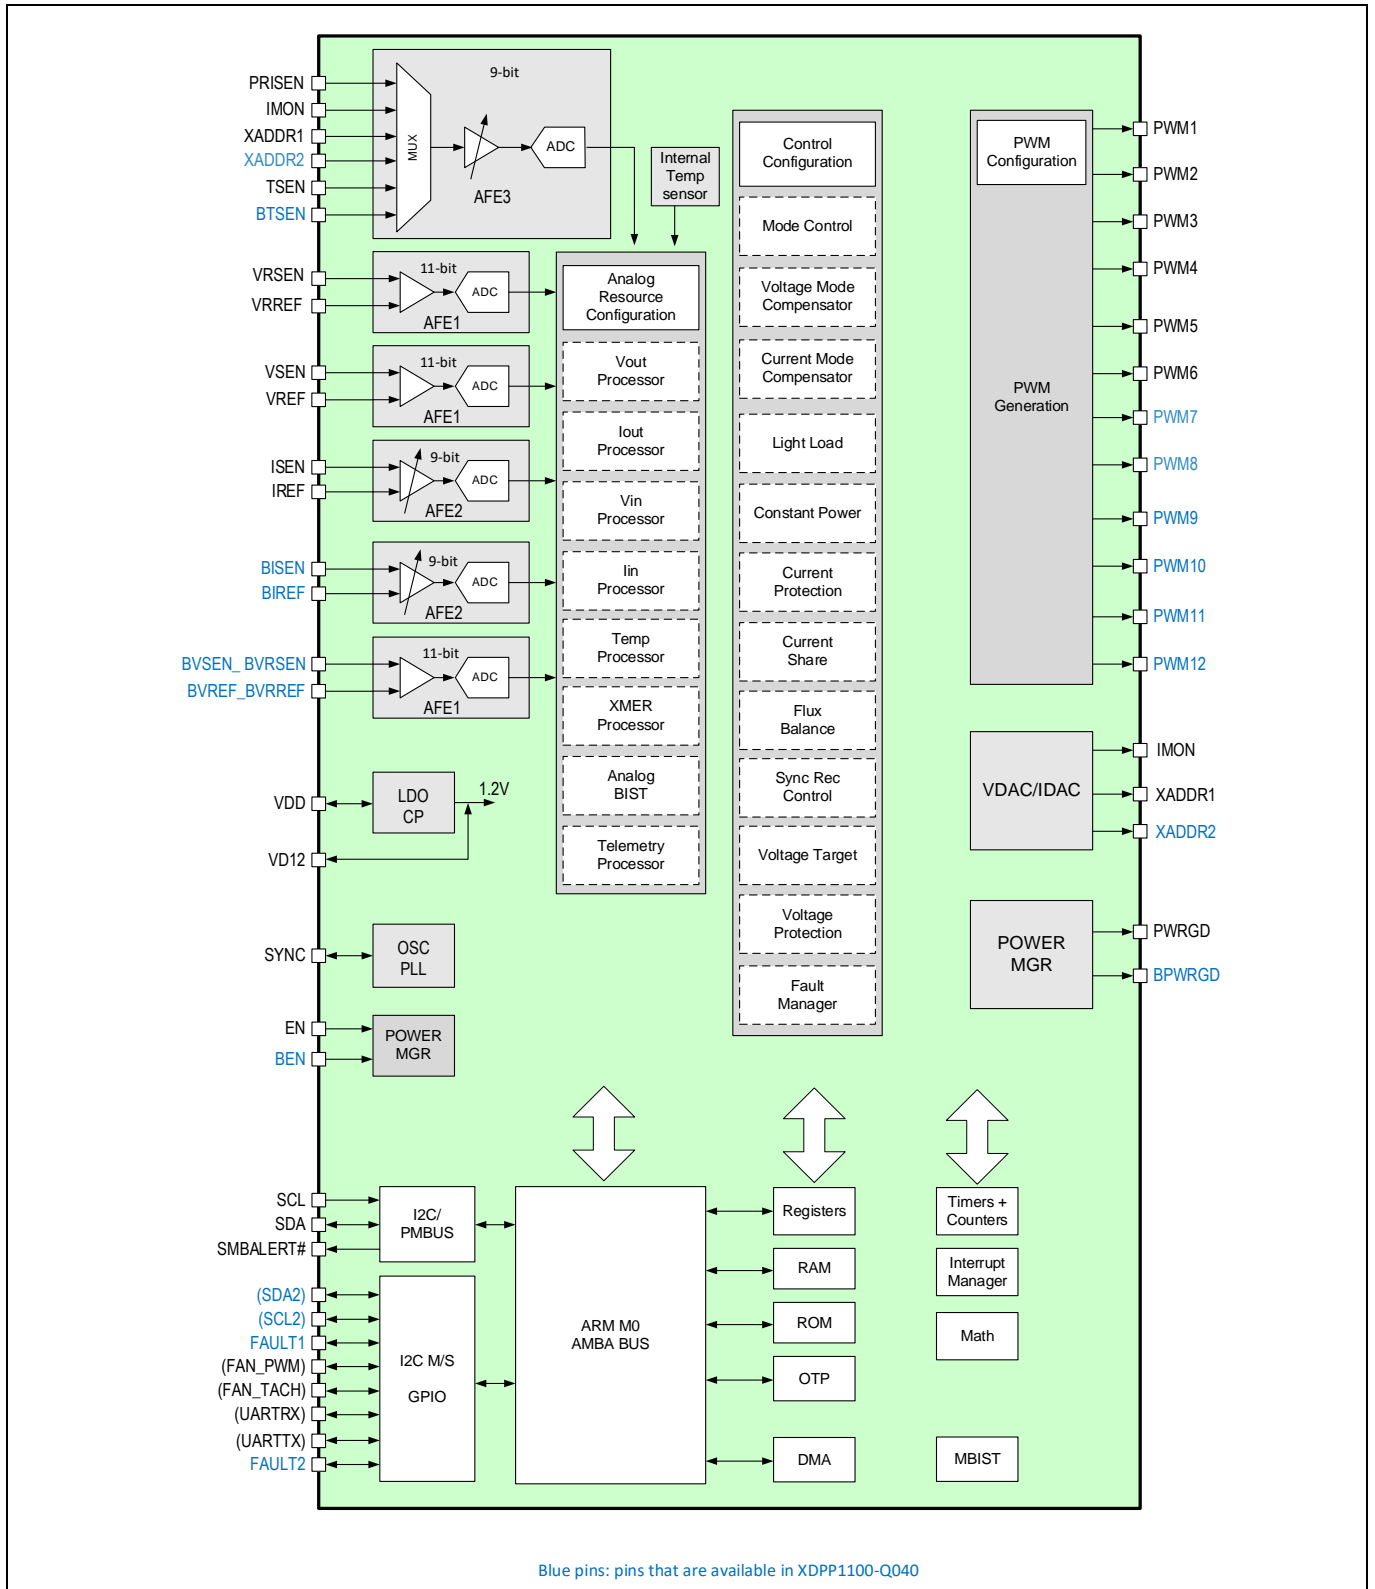 PRISEN
IMON
XADDR1
XADDR2
TSEN
BTSEN
MUX
9-bit
ADC
AFE3
Internal
Temp
sensor
VRSEN
VRREF
11-bit
ADC
AFE1
VSEN
VREF
11-bit
ADC
AFE1
ISEN
IREF
9-bit
ADC
AFE2
BISEN
BIREF
9-bit
ADC
AFE2
BVSEN_ BVRSEN
BVREF_BVRREF
11-bit
ADC
AFE1
VDD
LDO
CP
1.2V
VD12
SYNC
OSC
PLL
EN
BEN
POWER
MGR
Analog
Resource
Configuration
Vout
Processor
Iout
Processor
Vin
Processor
Iin
Processor
Temp
Processor
XMER
Processor
Analog
BIST
Telemetry
Processor
Control
Configuration
Mode Control
Voltage Mode
Compensator
Current Mode
Compensator
Light Load
Constant Power
Current
Protection
Current
Share
Flux
Balance
Sync Rec
Control
Voltage Target
Voltage
Protection
Fault
Manager
PWM
Configuration
PWM
Generation
PWM1
PWM2
PWM3
PWM4
PWM5
PWM6
PWM7
PWM8
PWM9
PWM10
PWM11
PWM12
VDAC/IDAC
IMON
XADDR1
XADDR2
POWER
MGR
PWRGD
BPWRGD
SCL
SDA
SMBALERT#
I2C/
PMBUS
(SDA2)
(SCL2)
FAULT1
(FAN_PWM)
(FAN_TACH)
(UARTRX)
(UARTTX)
FAULT2
I2C M/S
GPIO
ARM M0
AMBA BUS
Registers
RAM
ROM
OTP
DMA
Timers +
Counters
Interrupt
Manager
Math
MBIST
Blue pins: pins that are available in XDPP1100-Q040